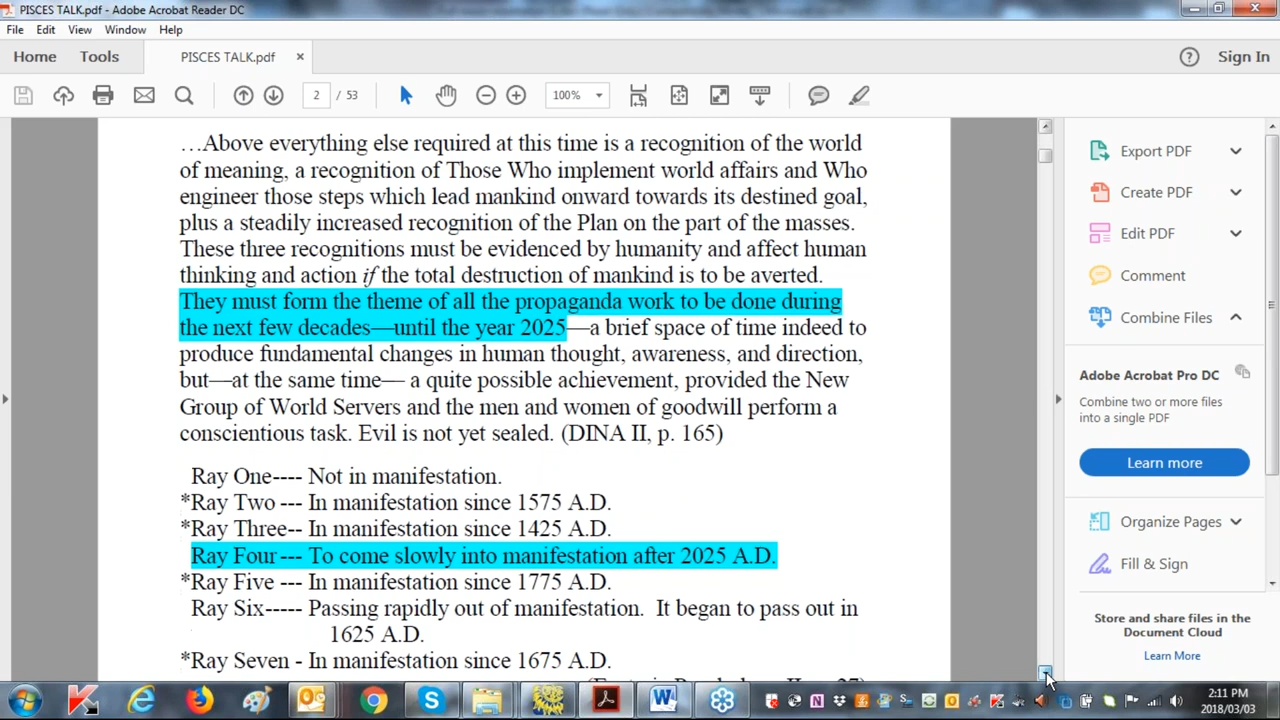 PISCES TALK.pdf - Adobe Acrobat Reader DC
File Edit View Window Help
Home Tools PISCES TALK.pdf × Sign In
2 / 53 100%
…Above everything else required at this time is a recognition of the world
of meaning, a recognition of Those Who implement world affairs and Who
engineer those steps which lead mankind onward towards its destined goal,
plus a steadily increased recognition of the Plan on the part of the masses.
These three recognitions must be evidenced by humanity and affect human
thinking and action if the total destruction of mankind is to be averted.
They must form the theme of all the propaganda work to be done during
the next few decades—until the year 2025—a brief space of time indeed to
produce fundamental changes in human thought, awareness, and direction,
but—at the same time— a quite possible achievement, provided the New
Group of World Servers and the men and women of goodwill perform a
conscientious task. Evil is not yet sealed. (DINA II, p. 165)
Ray One---- Not in manifestation.
*Ray Two --- In manifestation since 1575 A.D.
*Ray Three-- In manifestation since 1425 A.D.
Ray Four --- To come slowly into manifestation after 2025 A.D.
*Ray Five --- In manifestation since 1775 A.D.
Ray Six----- Passing rapidly out of manifestation. It began to pass out in
1625 A.D.
*Ray Seven - In manifestation since 1675 A.D.
Export PDF
Create PDF
Edit PDF
Comment
Combine Files
Adobe Acrobat Pro DC
Combine two or more files
into a single PDF
Learn more
Organize Pages
Fill & Sign
Store and share files in the
Document Cloud
Learn More
2:11 PM
2018/03/03